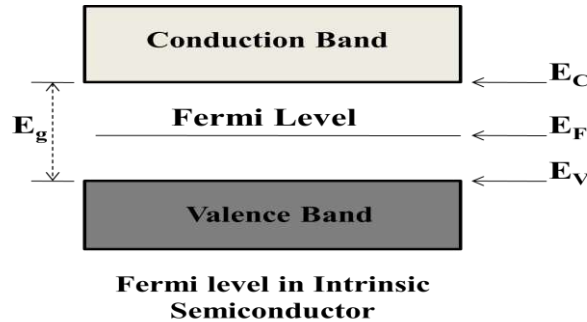 Conduction Band
E_C
Fermi Level
E_g
E_F
E_V
Valence Band
Fermi level in Intrinsic
Semiconductor